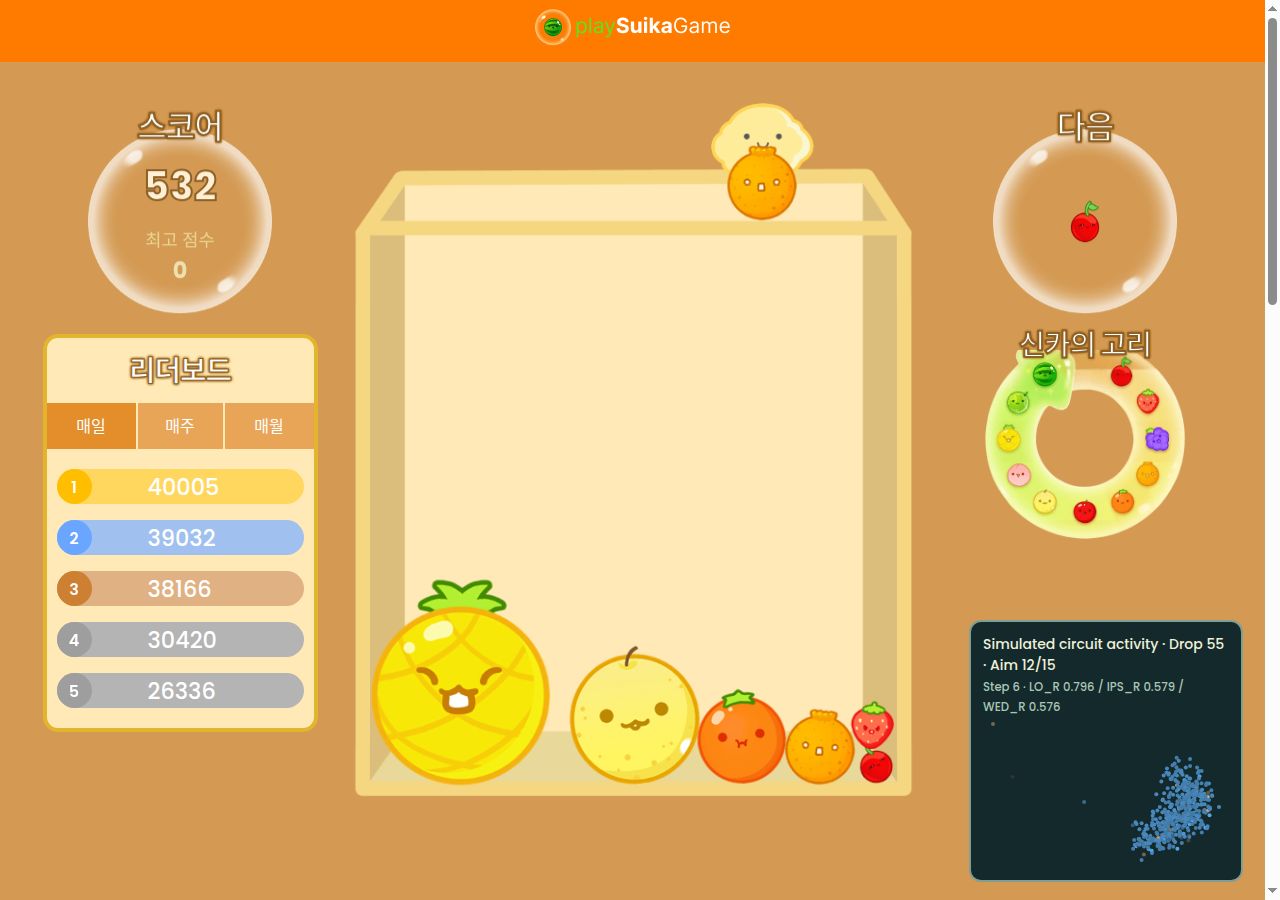 playSuikaGame
스코어
532
최고 점수
0
리더보드
매일 매주 매월
1 40005
2 39032
3 38166
4 30420
5 26336
다음
신카의 고리
Simulated circuit activity · Drop 55
· Aim 12/15
Step 6 · LO_R 0.796 / IPS_R 0.579 /
WED_R 0.576